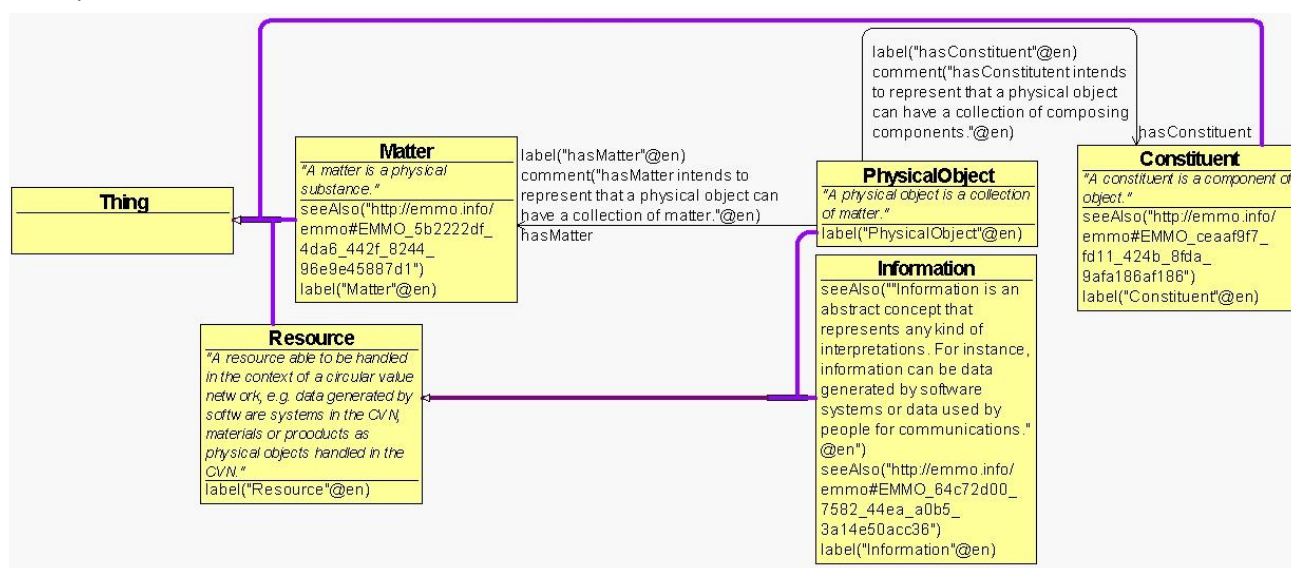 Thing
Matter
"A matter is a physical
substance."
seeAlso("http://emmo.info/
emmo#EMMO_5b2222df_
4da6_442f_8244_
96e9e45887d1")
label("Matter"@en)
Resource
"A resource able to be handled
in the context of a circular value
network, e.g. data generated by
software systems in the CVN,
materials or prooducts as
physical objects handled in the
CVN."
label("Resource"@en)
label("hasMatter"@en)
comment("hasMatter intends to
represent that a physical object can
have a collection of matter."@en)
hasMatter
label("hasConstituent"@en)
comment("hasConstitutent intends
to represent that a physical object
can have a collection of composing
components."@en)
hasConstituent
PhysicalObject
"A physical object is a collection
of matter."
label("PhysicalObject"@en)
Information
seeAlso(""Information is an
abstract concept that
represents any kind of
interpretations. For instance,
information can be data
generated by software
systems or data used by
people for communications."
@en")
seeAlso("http://emmo.info/
emmo#EMMO_64c72d00_
7582_44ea_a0b5_
3a14e50acc36")
label("Information"@en)
Constituent
"A constituent is a component of
object."
seeAlso("http://emmo.info/
emmo#EMMO_ceaaf9f7_
fd11_424b_8fda_
9afa186af186")
label("Constituent"@en)